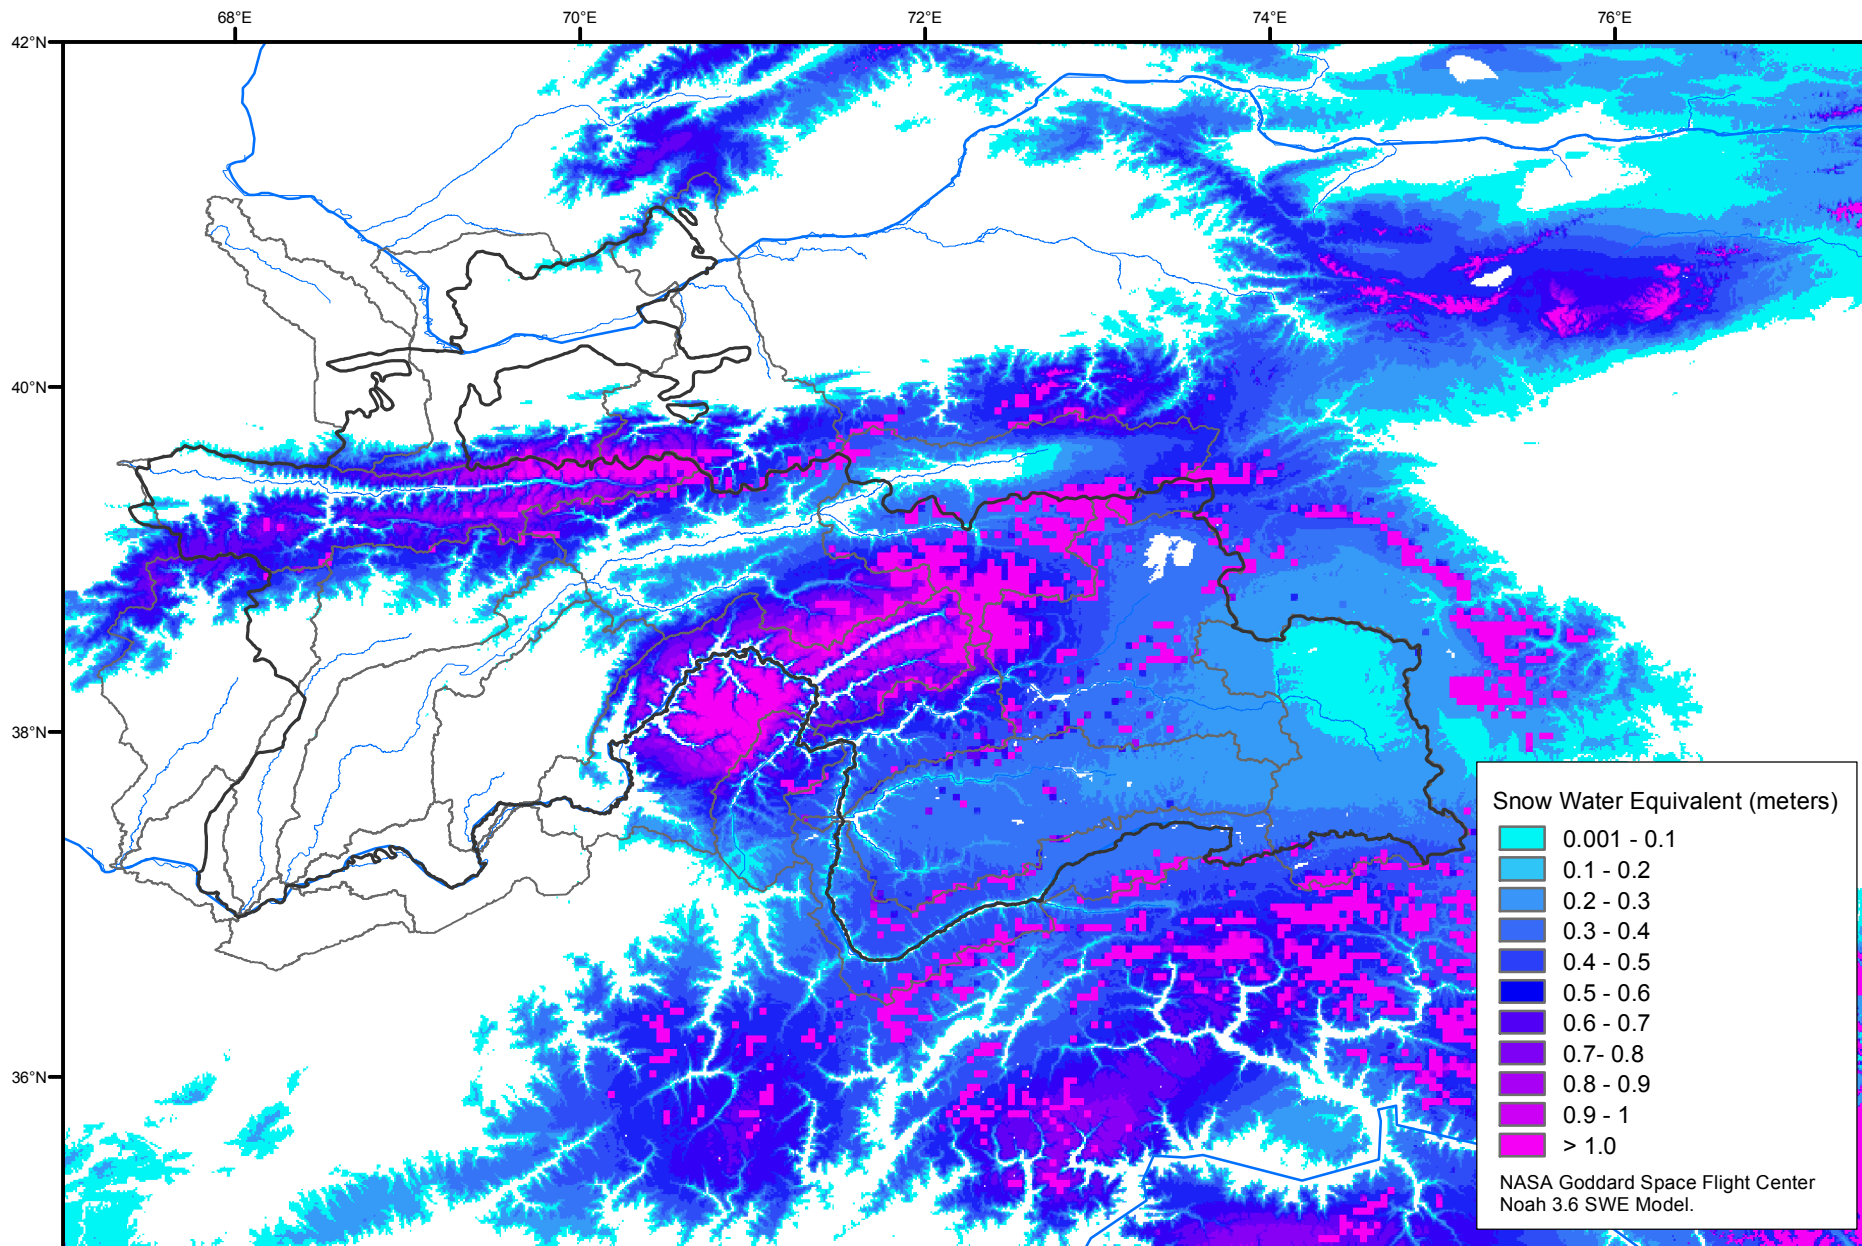 68°E
70°E
72°E
74°E
76°E
42°N
40°N
38°N
36°N
Snow Water Equivalent (meters)
0.001 - 0.1
0.1 - 0.2
0.2 - 0.3
0.3 - 0.4
0.4 - 0.5
0.5 - 0.6
0.6 - 0.7
0.7- 0.8
0.8 - 0.9
0.9 - 1
> 1.0
NASA Goddard Space Flight Center
Noah 3.6 SWE Model.